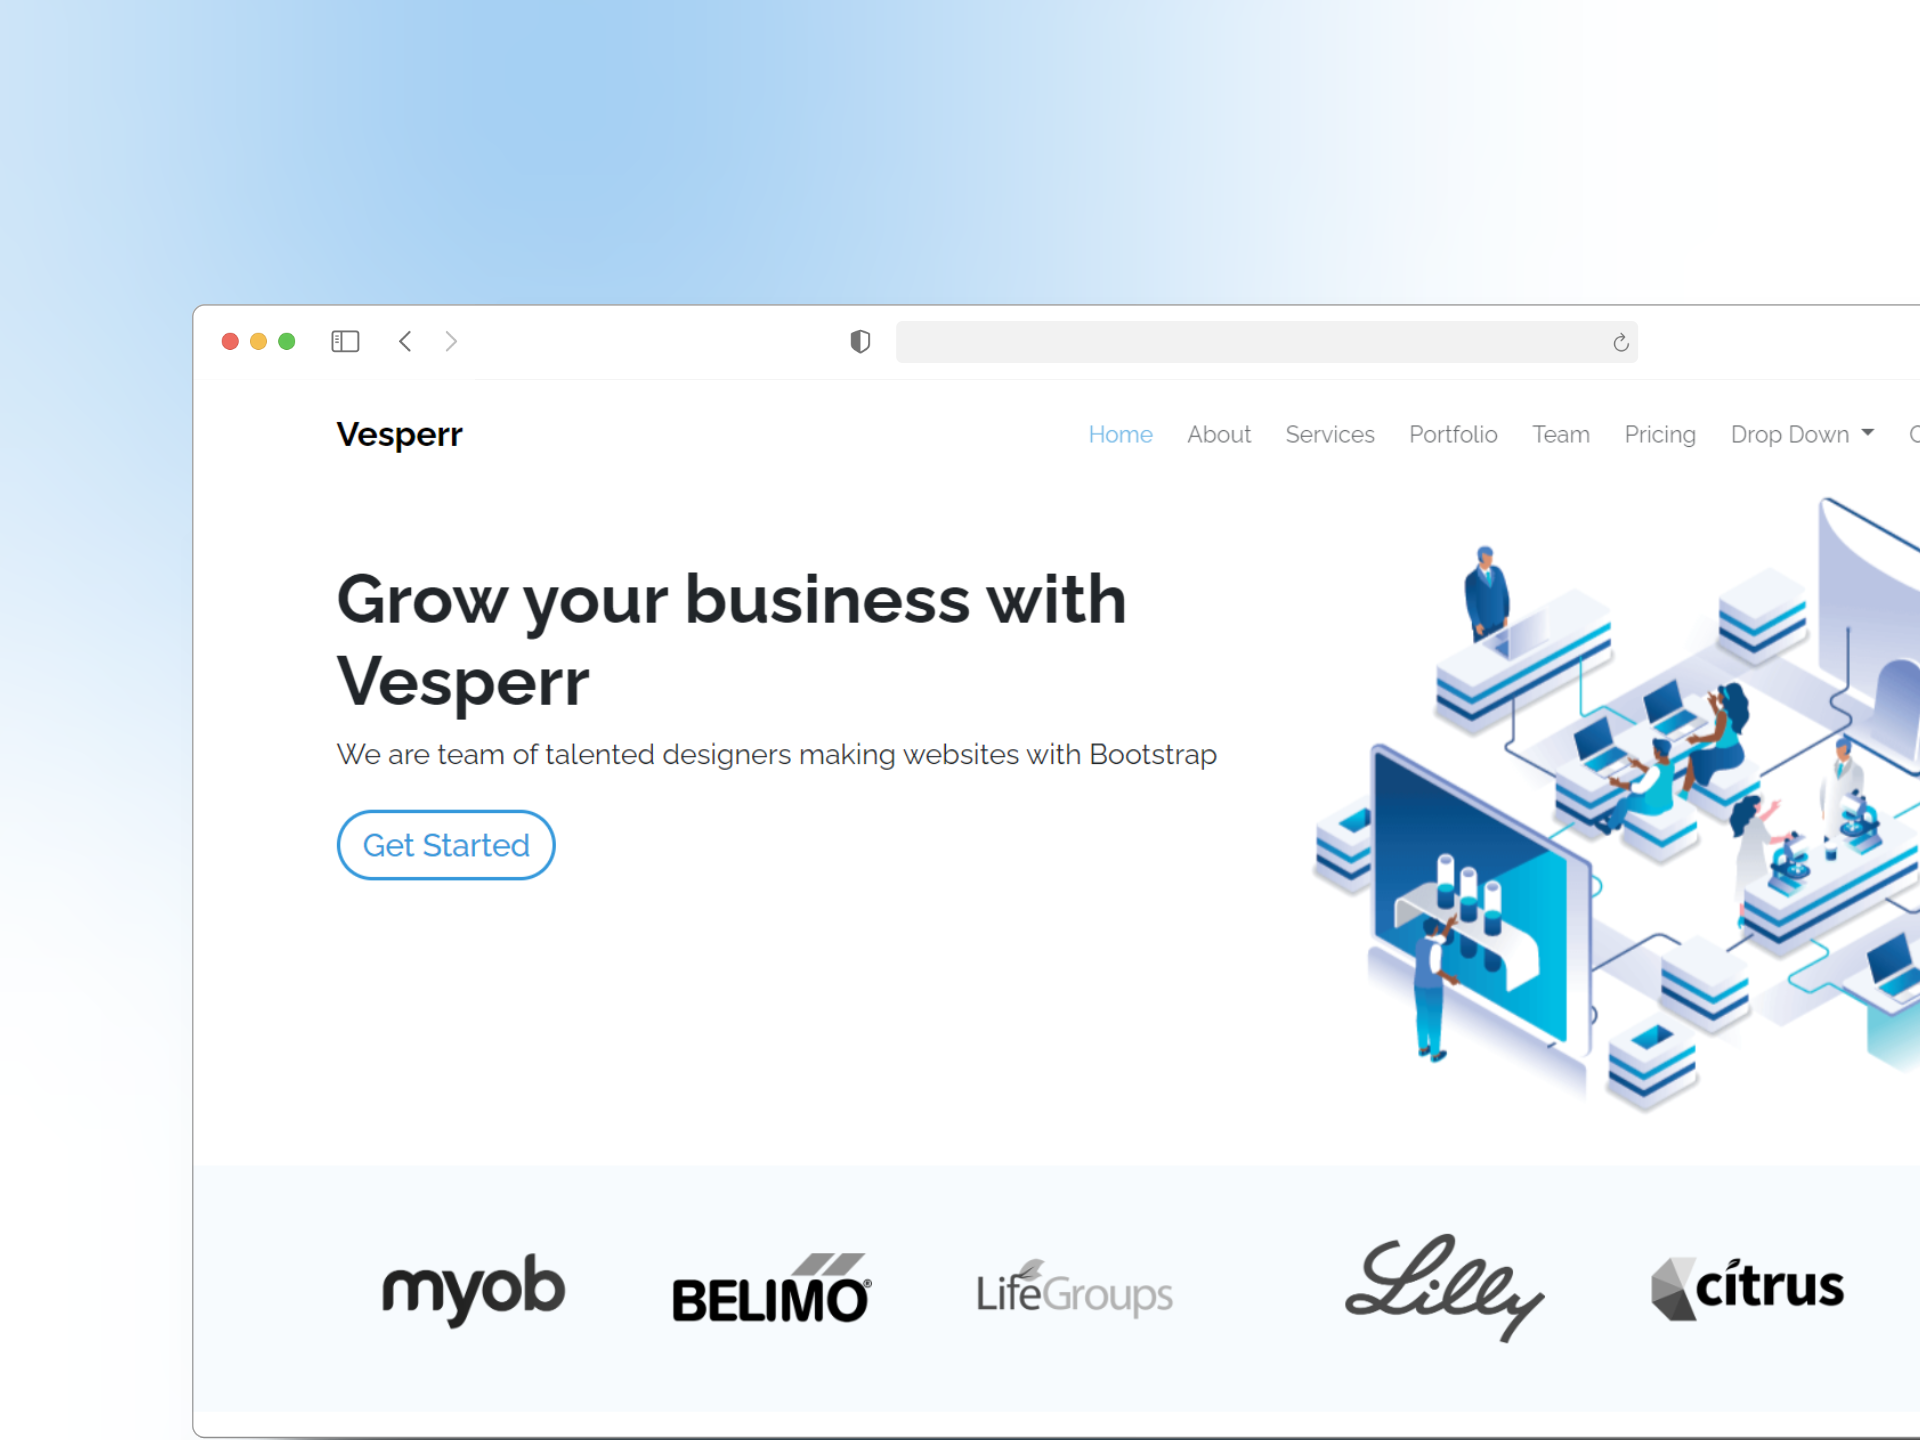 Vesperr
Home About Services Portfolio Team Pricing Drop Down
Grow your business with
Vesperr
We are team of talented designers making websites with Bootstrap
Get Started
myob BELIMO® LifeGroups Lilly citrus